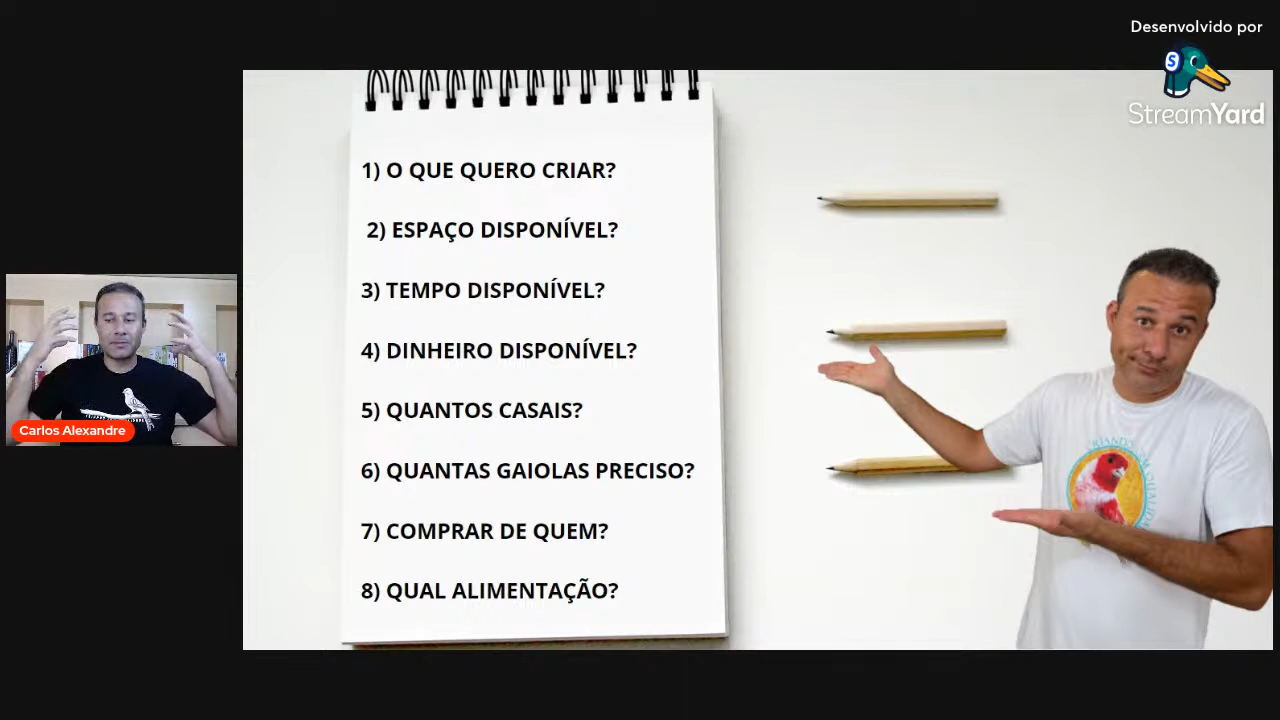 Desenvolvido por
StreamYard
1) O QUE QUERO CRIAR?
2) ESPAÇO DISPONÍVEL?
3) TEMPO DISPONÍVEL?
4) DINHEIRO DISPONÍVEL?
5) QUANTOS CASAIS?
6) QUANTAS GAIOLAS PRECISO?
7) COMPRAR DE QUEM?
8) QUAL ALIMENTAÇÃO?
Carlos Alexandre